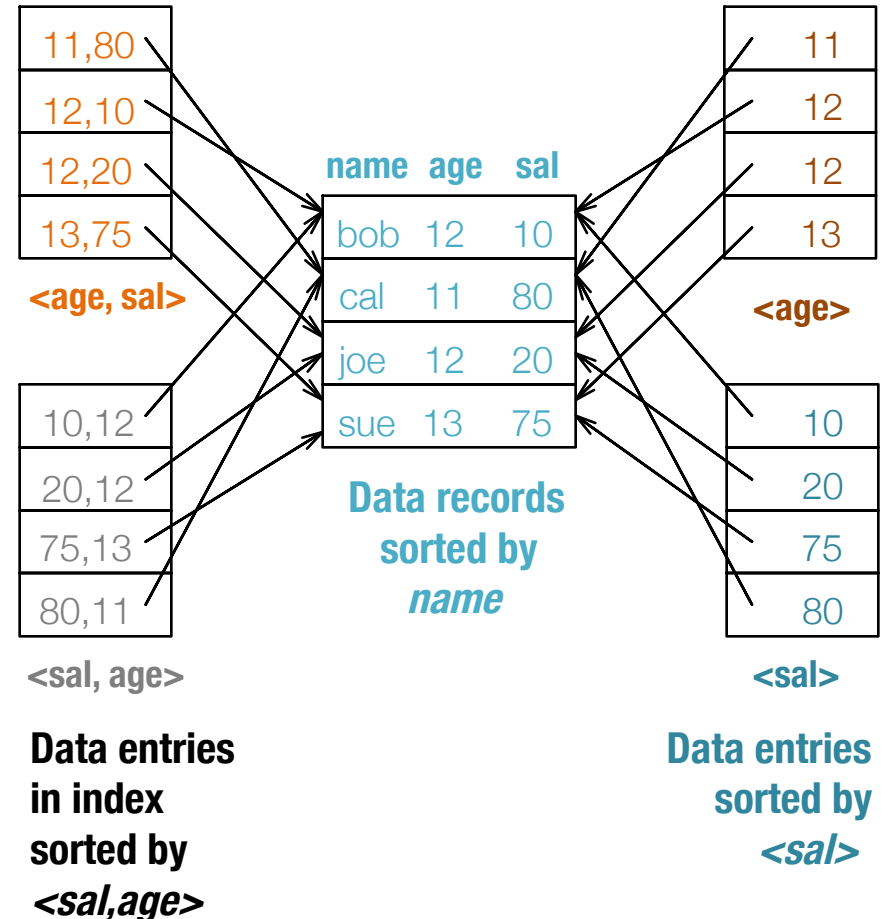 11,80
12,10
12,20
13,75
<age, sal>
name age sal
bob 12 10
cal 11 80
joe 12 20
sue 13 75
Data records
sorted by
name
11
12
12
13
<age>
10,12
20,12
75,13
80,11
<sal, age>
Data entries
in index
sorted by
<sal,age>
10
20
75
80
<sal>
Data entries
sorted by
<sal>